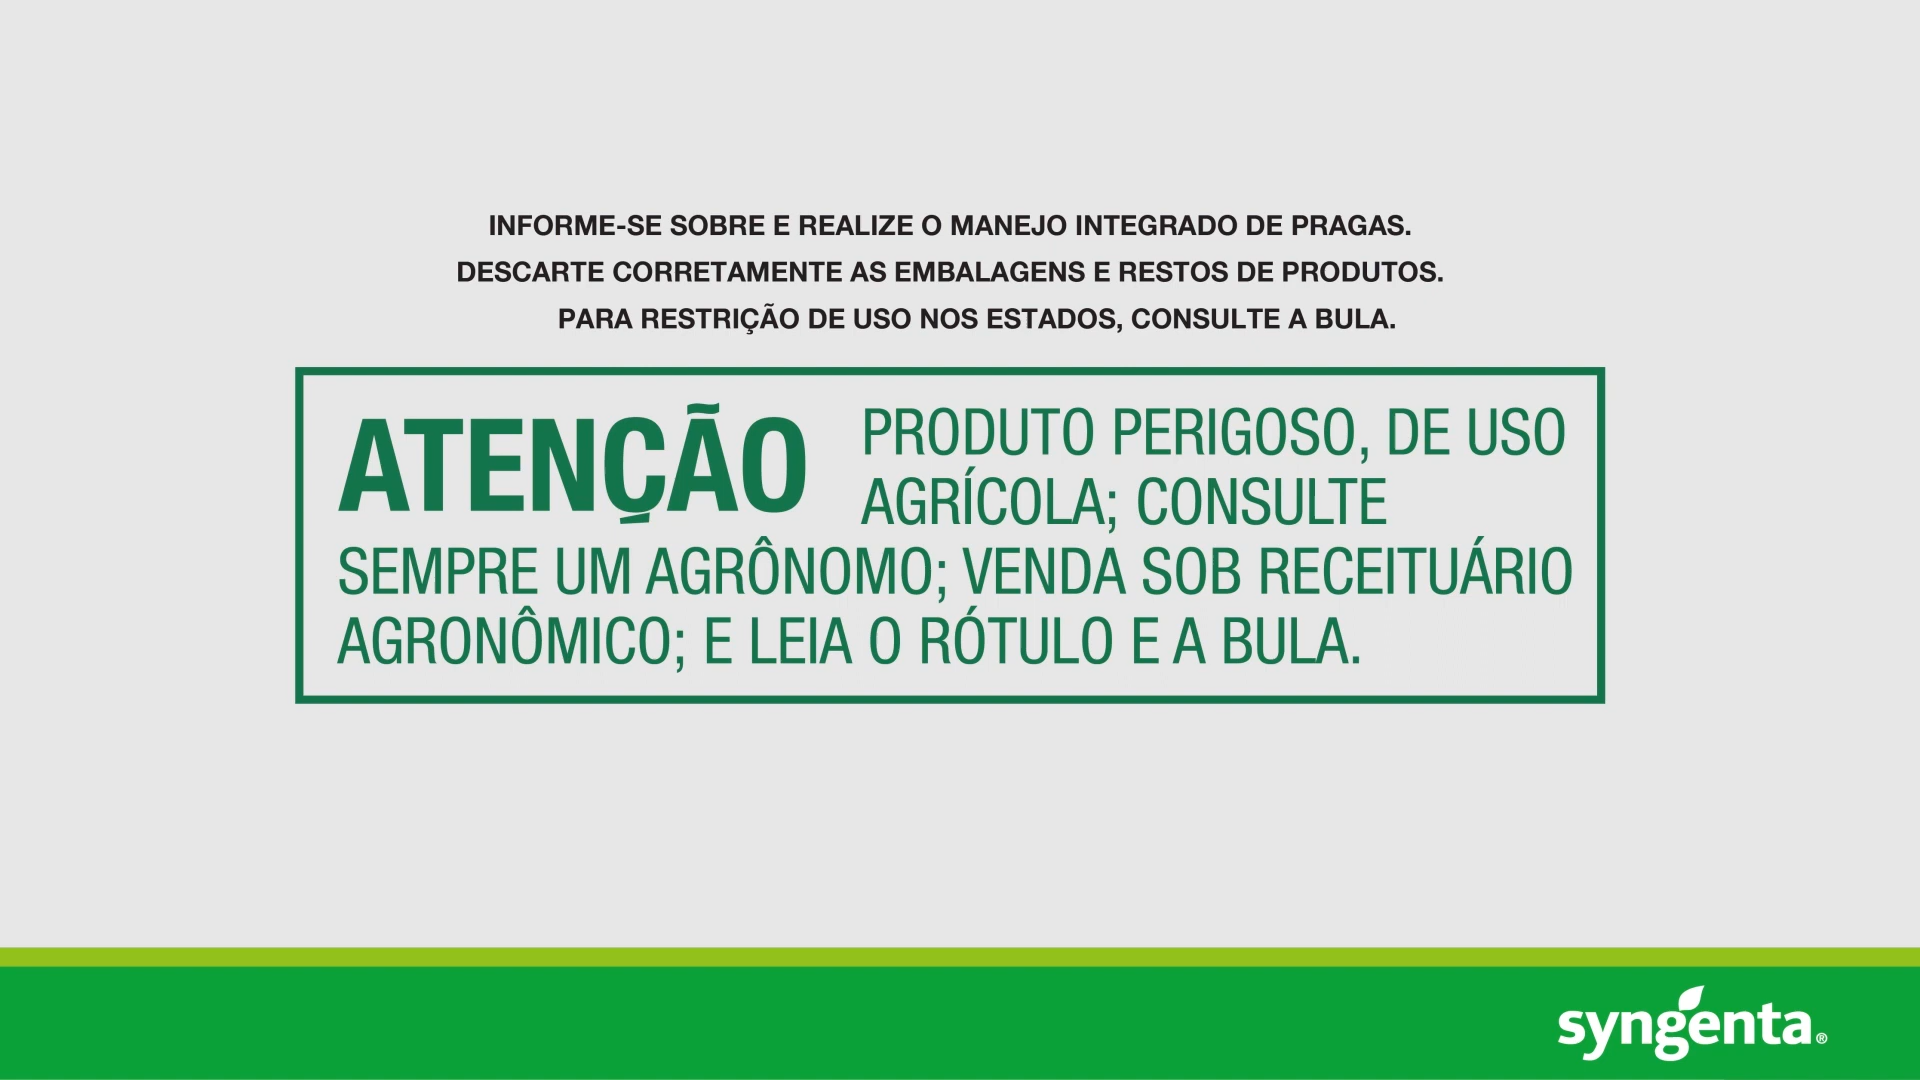 INFORME-SE SOBRE E REALIZE O MANEJO INTEGRADO DE PRAGAS.
DESCARTE CORRETAMENTE AS EMBALAGENS E RESTOS DE PRODUTOS.
PARA RESTRIÇÃO DE USO NOS ESTADOS, CONSULTE A BULA.
ATENÇÃO PRODUTO PERIGOSO, DE USO
AGRÍCOLA; CONSULTE
SEMPRE UM AGRÔNOMO; VENDA SOB RECEITUÁRIO
AGRONÔMICO; E LEIA O RÓTULO E A BULA.
syngenta®